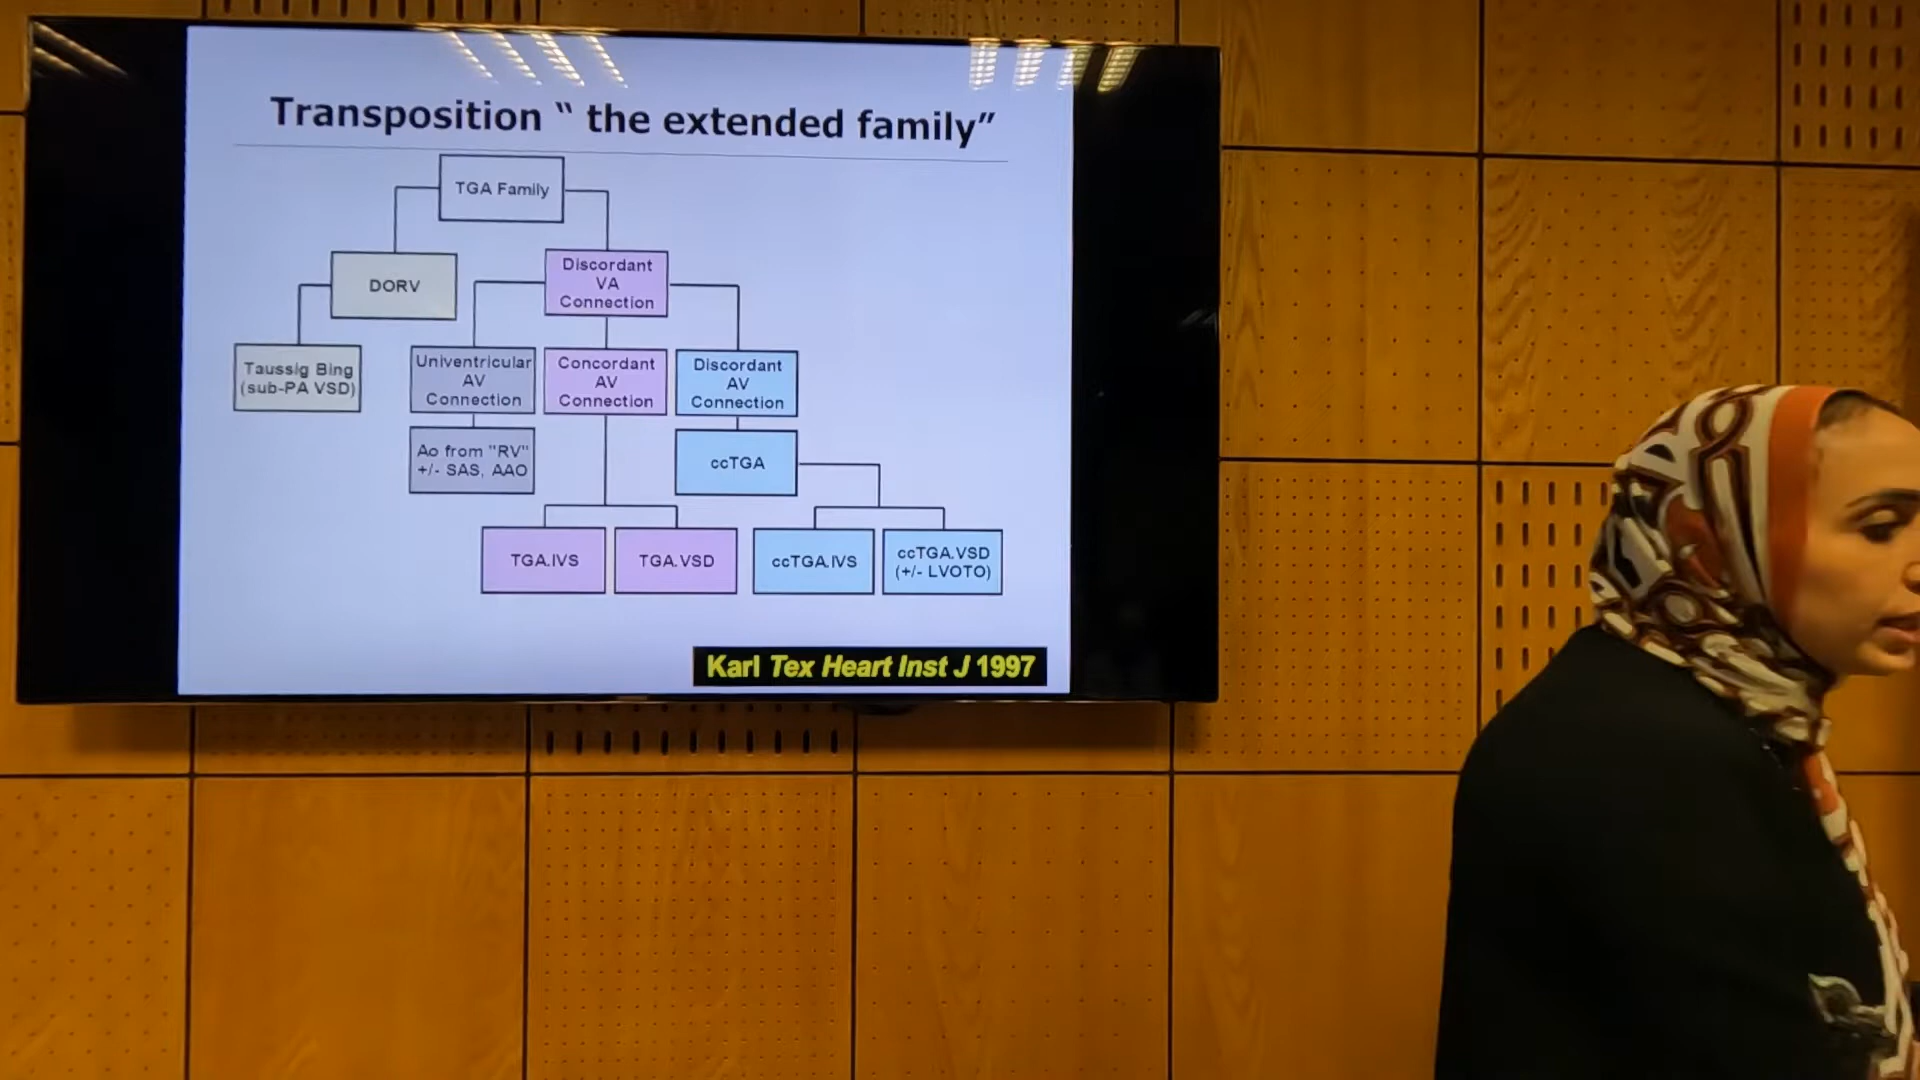 Transposition “ the extended family”
TGA Family
DORV
Discordant
VA
Connection
Taussig Bing
(sub-PA VSD)
Univentricular
AV
Connection
Concordant
AV
Connection
Discordant
AV
Connection
Ao from "RV"
+/- SAS, AAO
ccTGA
TGA.IVS
TGA.VSD
ccTGA.IVS
ccTGA.VSD
(+/- LVOTO)
Karl Tex Heart Inst J 1997